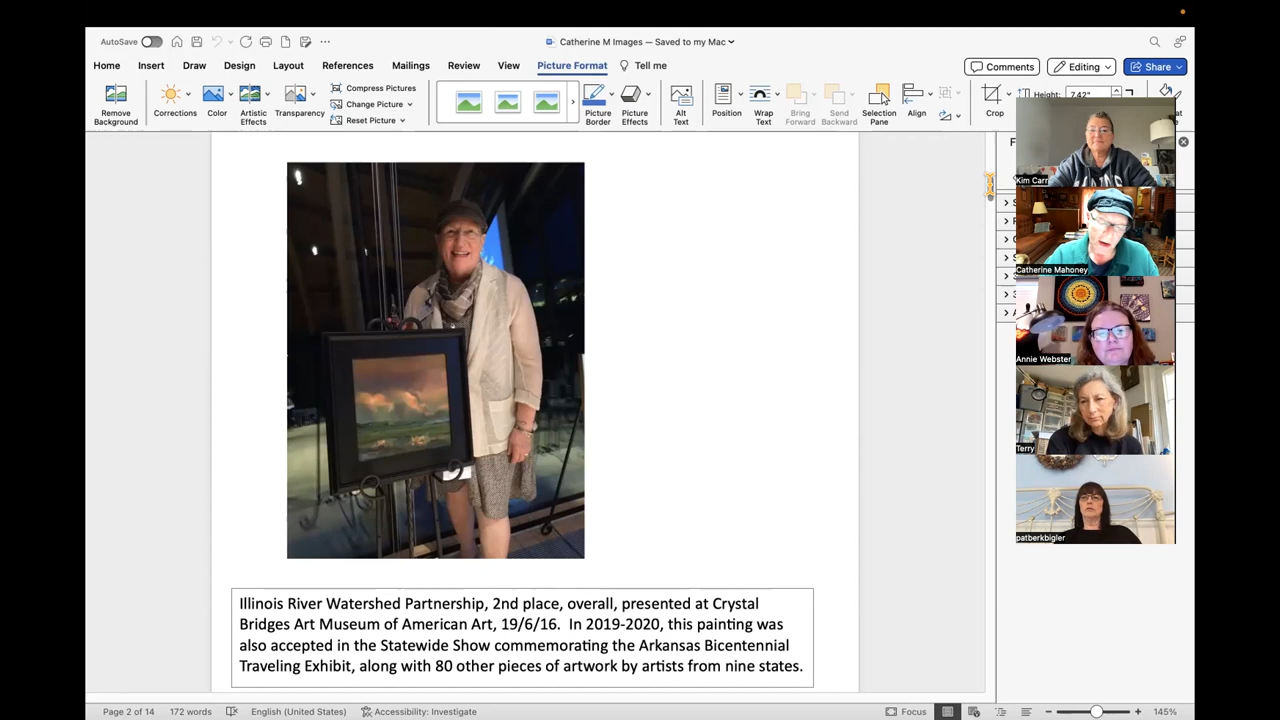 AutoSave
Catherine M Images — Saved to my Mac
Home Insert Draw Design Layout References Mailings Review View Picture Format Tell me
Comments Editing Share
Remove Background
Corrections
Color
Artistic Effects
Transparency
Compress Pictures
Change Picture
Reset Picture
Picture Border
Picture Effects
Alt Text
Position
Wrap Text
Bring Forward
Send Backward
Selection Pane
Align
Crop
Height: 7.42"
Kim Carr
Catherine Mahoney
Annie Webster
Terry
patberkbigler
Illinois River Watershed Partnership, 2nd place, overall, presented at Crystal
Bridges Art Museum of American Art, 19/6/16. In 2019-2020, this painting was
also accepted in the Statewide Show commemorating the Arkansas Bicentennial
Traveling Exhibit, along with 80 other pieces of artwork by artists from nine states.
Page 2 of 14 172 words English (United States) Accessibility: Investigate Focus 145%